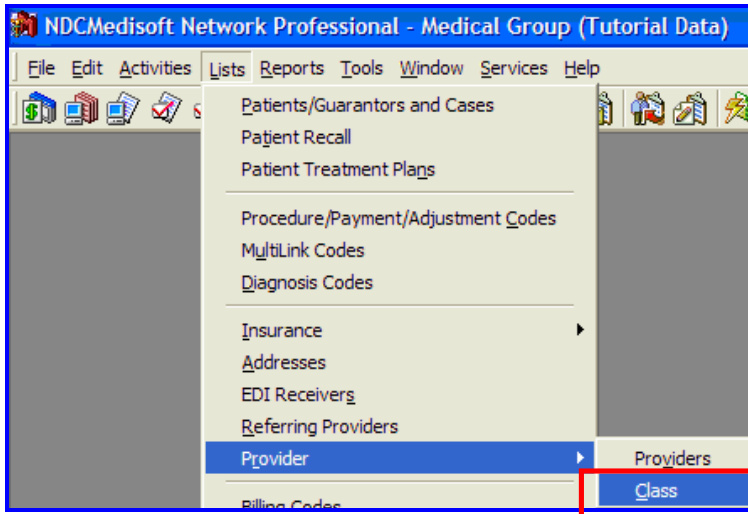 NDCMedisoft Network Professional - Medical Group (Tutorial Data)
File Edit Activities Lists Reports Tools Window Services Help
Patients/Guarantors and Cases
Patient Recall
Patient Treatment Plans
Procedure/Payment/Adjustment Codes
MultiLink Codes
Diagnosis Codes
Insurance
Addresses
EDI Receivers
Referring Providers
Provider
Providers
Class
Billing Codes